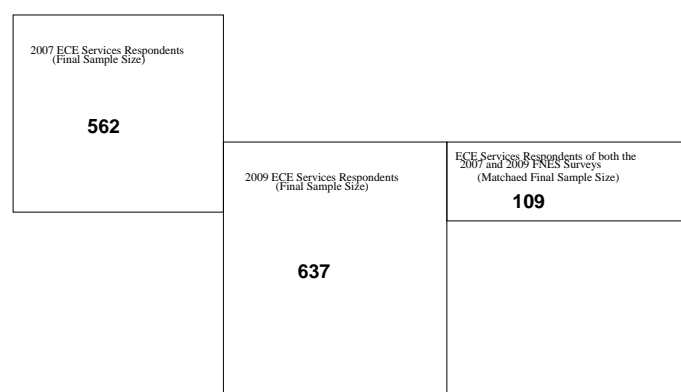 2007 ECE Services Respondents
(Final Sample Size)
562
2009 ECE Services Respondents
(Final Sample Size)
637
ECE Services Respondents of both the
2007 and 2009 FNES Surveys
(Matchaed Final Sample Size)
109